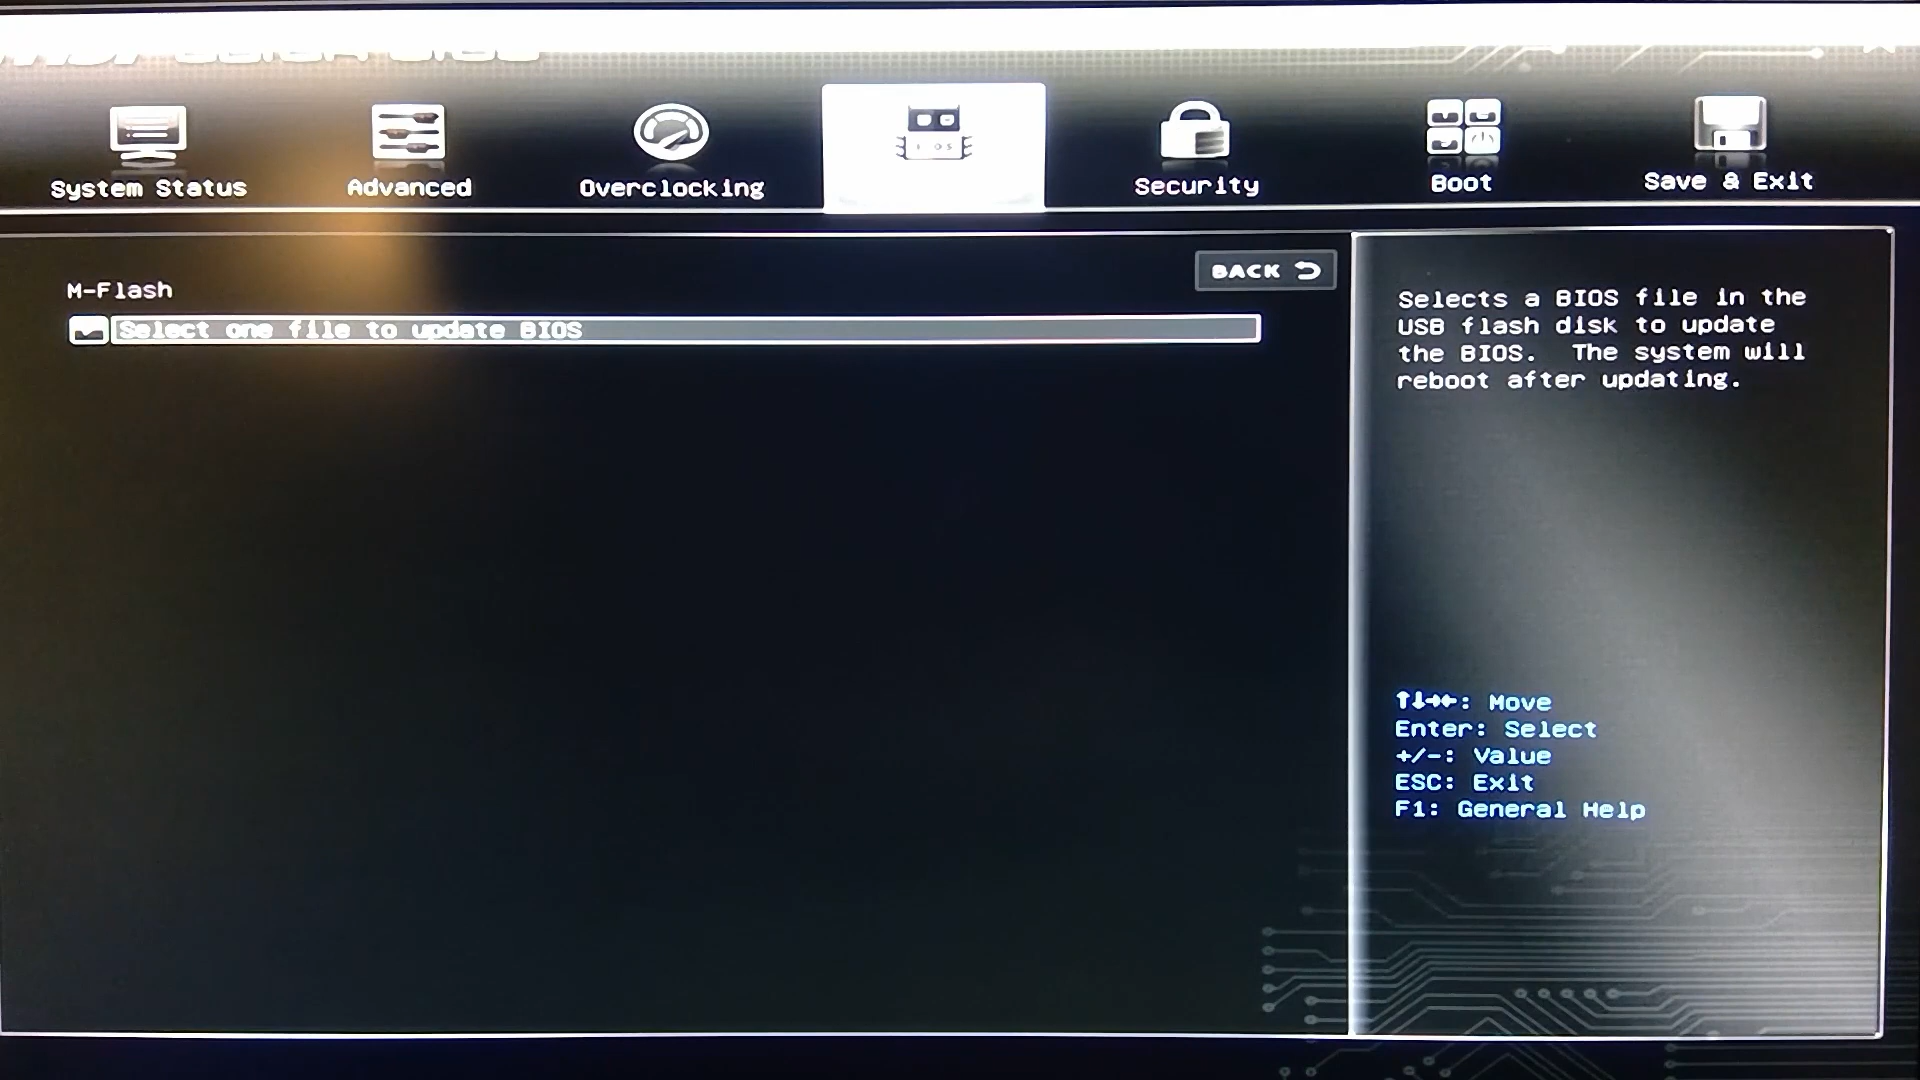 System Status
Advanced
Overclocking
Security
Boot
Save & Exit
M-Flash
BACK
Select one file to update BIOS
Selects a BIOS file in the
USB flash disk to update
the BIOS. The system will
reboot after updating.
↑↓→←: Move
Enter: Select
+/-: Value
ESC: Exit
F1: General Help